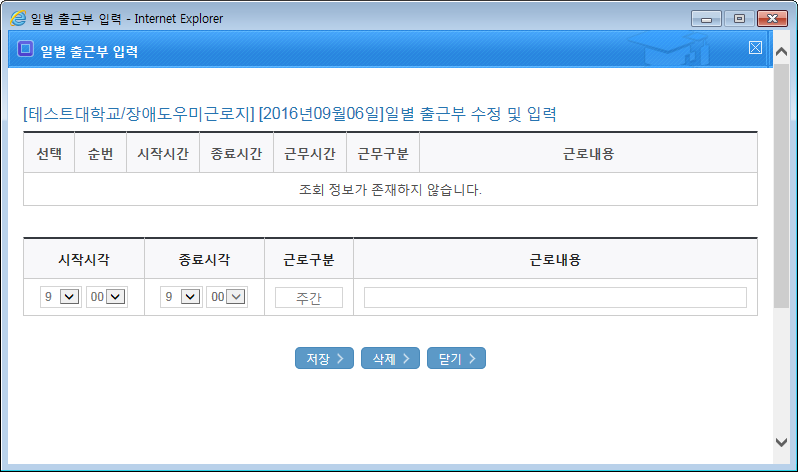 일별 출근부 입력 - Internet Explorer
일별 출근부 입력
[테스트대학교/장애도우미근로지] [2016년09월06일]일별 출근부 수정 및 입력
선택 순번 시작시간 종료시간 근무시간 근무구분 근로내용
조회 정보가 존재하지 않습니다.
시작시각 종료시각 근로구분 근로내용
9 00 9 00 주간
저장 삭제 닫기